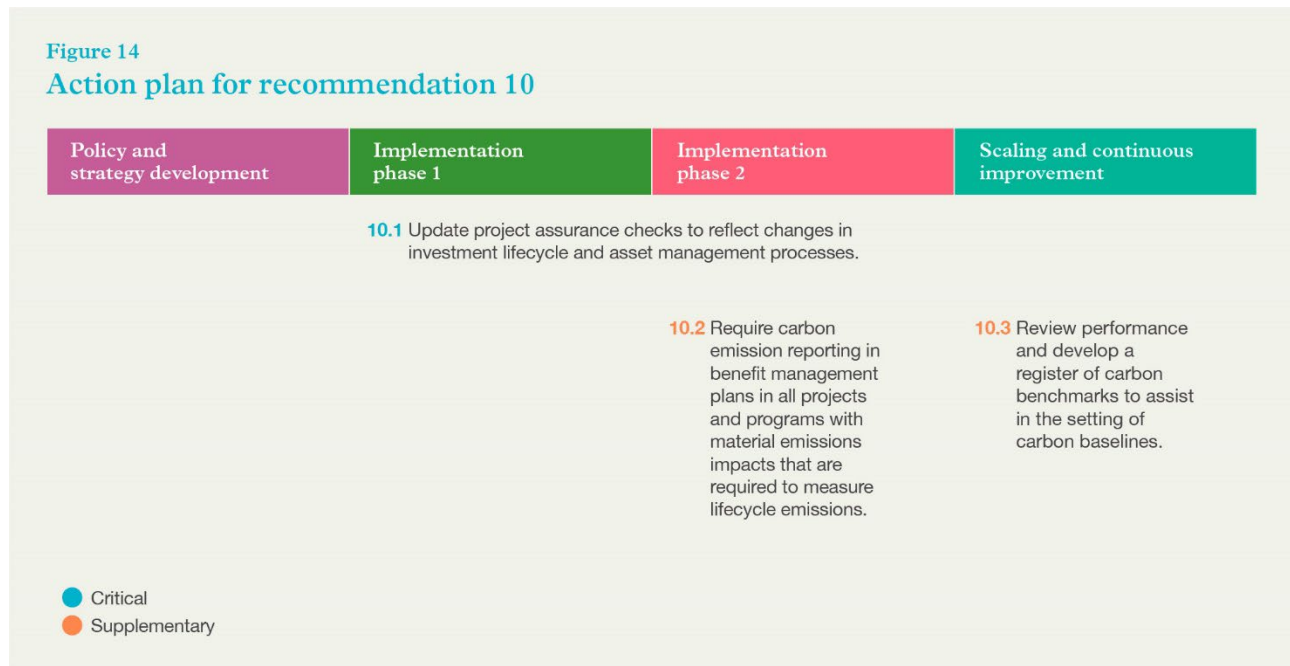 Figure 14
Action plan for recommendation 10
Policy and
strategy development
Implementation
phase 1
Implementation
phase 2
Scaling and continuous
improvement
10.1 Update project assurance checks to reflect changes in
investment lifecycle and asset management processes.
10.2 Require carbon
emission reporting in
benefit management
plans in all projects
and programs with
material emissions
impacts that are
required to measure
lifecycle emissions.
10.3 Review performance
and develop a
register of carbon
benchmarks to assist
in the setting of
carbon baselines.
Critical
Supplementary